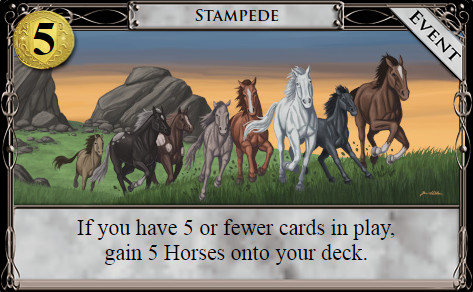 STAMPEDE
5
EVENT
If you have 5 or fewer cards in play,
gain 5 Horses onto your deck.